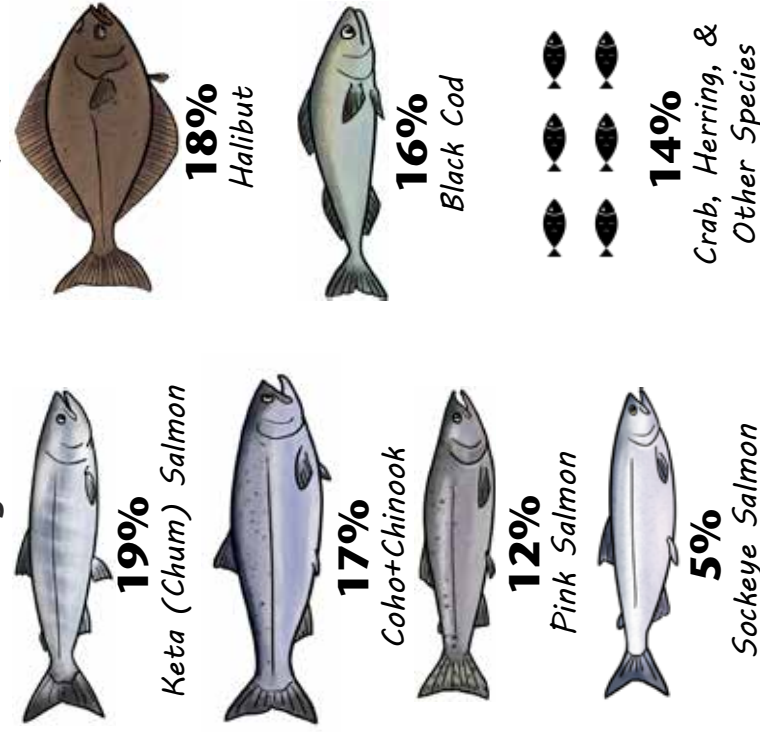 19%
Keta (Chum) Salmon
17%
Coho+Chinook
12%
Pink Salmon
5%
Sockeye Salmon
18%
Halibut
16%
Black Cod
14%
Crab, Herring, &
Other Species